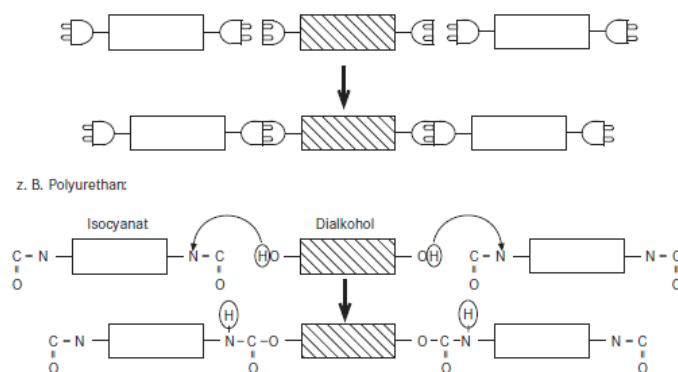 z. B. Polyurethan:
Isocyanat Dialkohol
C – N N – C HO OH C – N N – C
O O O O
H H
C – N N – C – O O – C – N N – C
O O O O